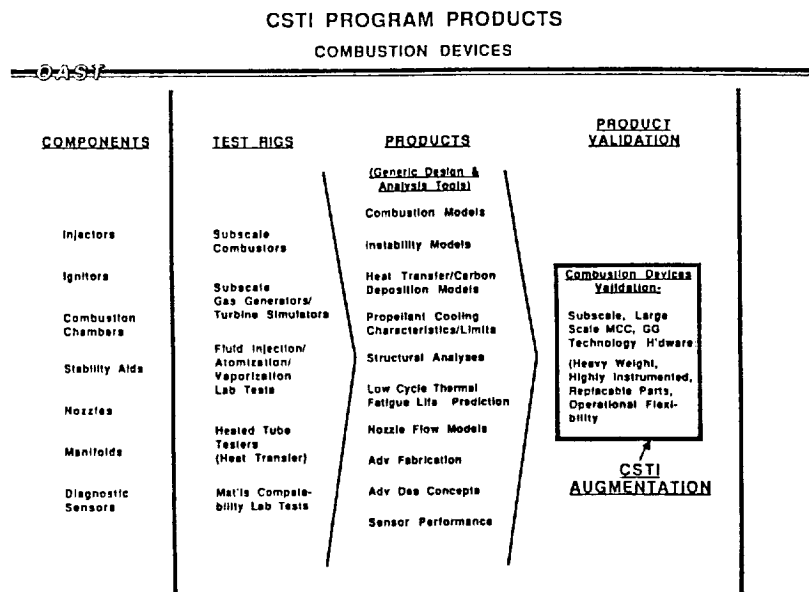 CSTI PROGRAM PRODUCTS
COMBUSTION DEVICES
OAST
COMPONENTS
Injectors
Ignitors
Combustion
Chambers
Stability Aids
Nozzles
Manifolds
Diagnostic
Sensors
TEST RIGS
Subscale
Combustors
Subscale
Gas Generators/
Turbine Simulators
Fluid Injection/
Atomization/
Vaporization
Lab Tests
Heated Tube
Testers
(Heat Transfer)
Mat'ls Compata-
bility Lab Tests
PRODUCTS
(Generic Design &
Analysis Tools)
Combustion Models
Instability Models
Heat Transfer/Carbon
Deposition Models
Propellant Cooling
Characteristics/Limits
Structural Analyses
Low Cycle Thermal
Fatigue Life Prediction
Nozzle Flow Models
Adv Fabrication
Adv Des Concepts
Sensor Performance
PRODUCT
VALIDATION
Combustion Devices
Validation-
Subscale, Large
Scale MCC, GG
Technology H'dware
(Heavy Weight,
Highly Instrumented,
Replacable Parts,
Operational Flexi-
bility
CSTI
AUGMENTATION